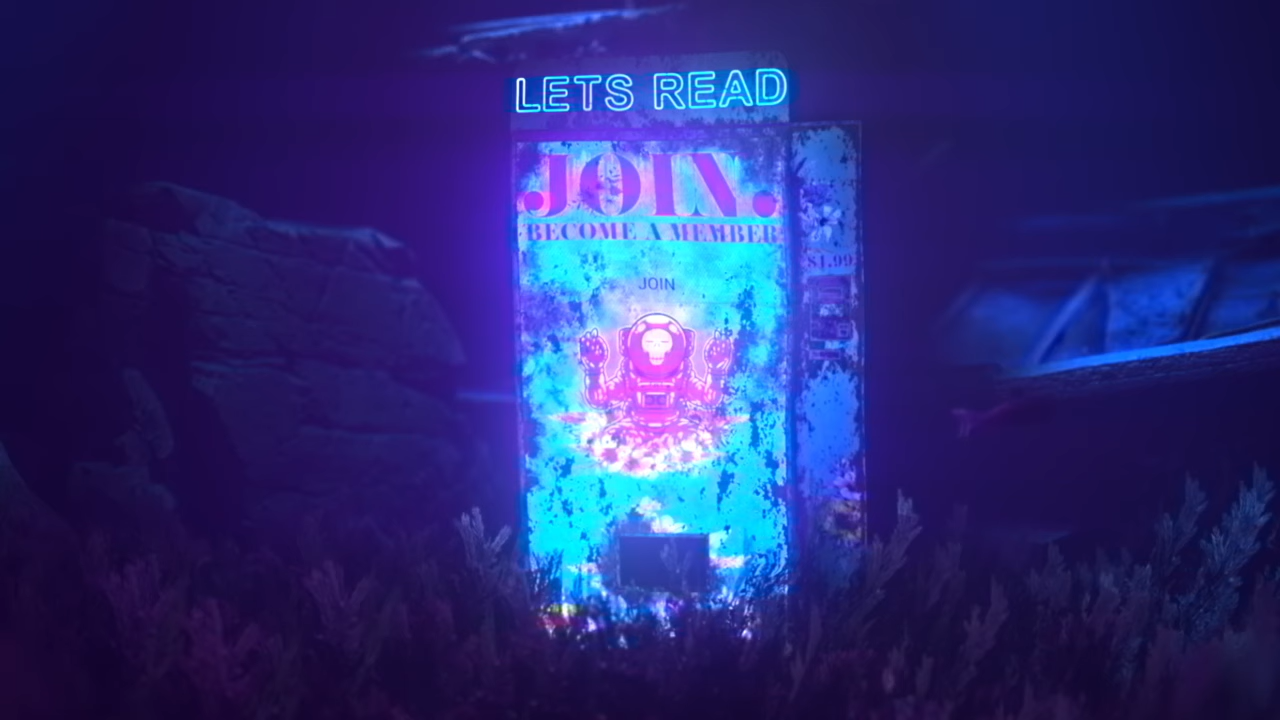 LETS READ
JOIN.
BECOME A MEMBER
JOIN
$1.99